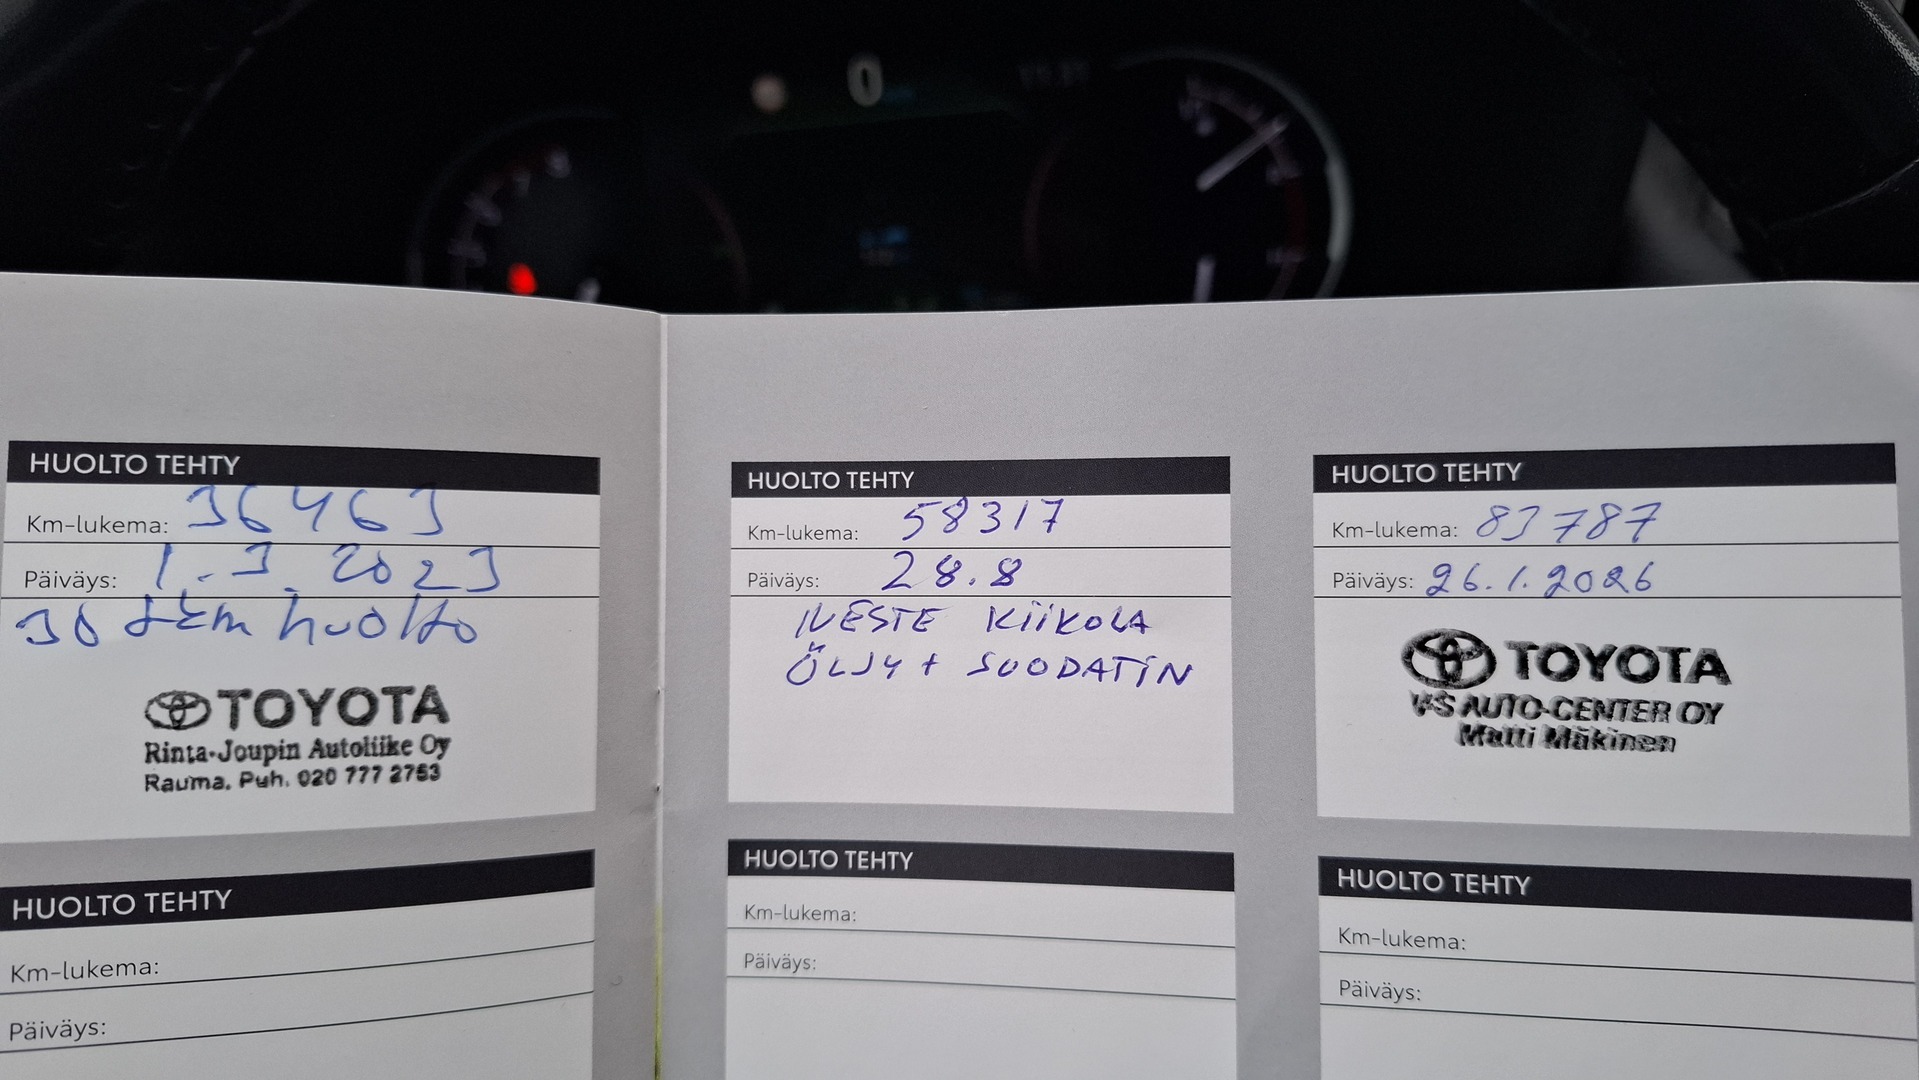 0
HUOLTO TEHTY
Km-lukema: 36463
Päiväys: 1.3.2023
30 tkm huolto
TOYOTA
Rinta-Joupin Autoliike Oy
Rauma. Puh. 020 777 2753
HUOLTO TEHTY
Km-lukema:
Päiväys:
HUOLTO TEHTY
Km-lukema: 58317
Päiväys: 28.8
NESTE KIIKOLA
ÖLJY + SUODATIN
HUOLTO TEHTY
Km-lukema: 83787
Päiväys: 26.1.2026
TOYOTA
V-S AUTO-CENTER OY
Matti Mäkinen
HUOLTO TEHTY
Km-lukema:
Päiväys:
HUOLTO TEHTY
Km-lukema:
Päiväys: